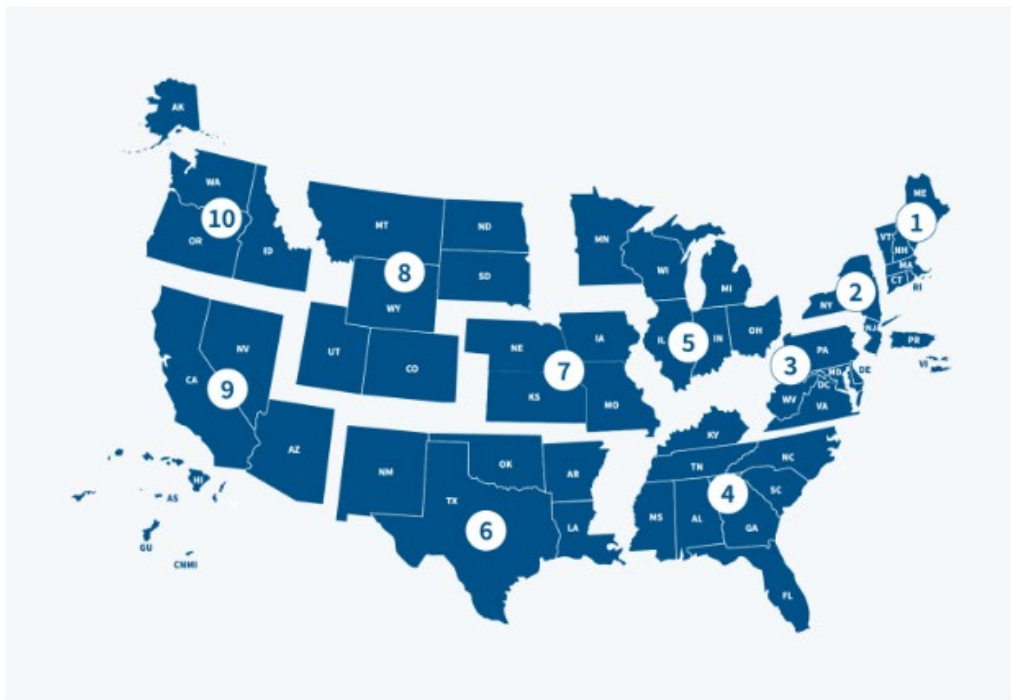 AK
WA
10
OR
ID
MT
ND
8
SD
WY
MN
WI
MI
ME
1
VT
NH
MA
CT
RI
NY
2
NJ
PR
VI
PA
3
MD
DE
DC
WV
VA
IL
5
IN
OH
NE
IA
7
KS
MO
UT
CO
NV
CA
9
AZ
HI
AS
GU
CNMI
NM
OK
TX
6
AR
LA
KY
TN
NC
4
SC
MS
AL
GA
FL